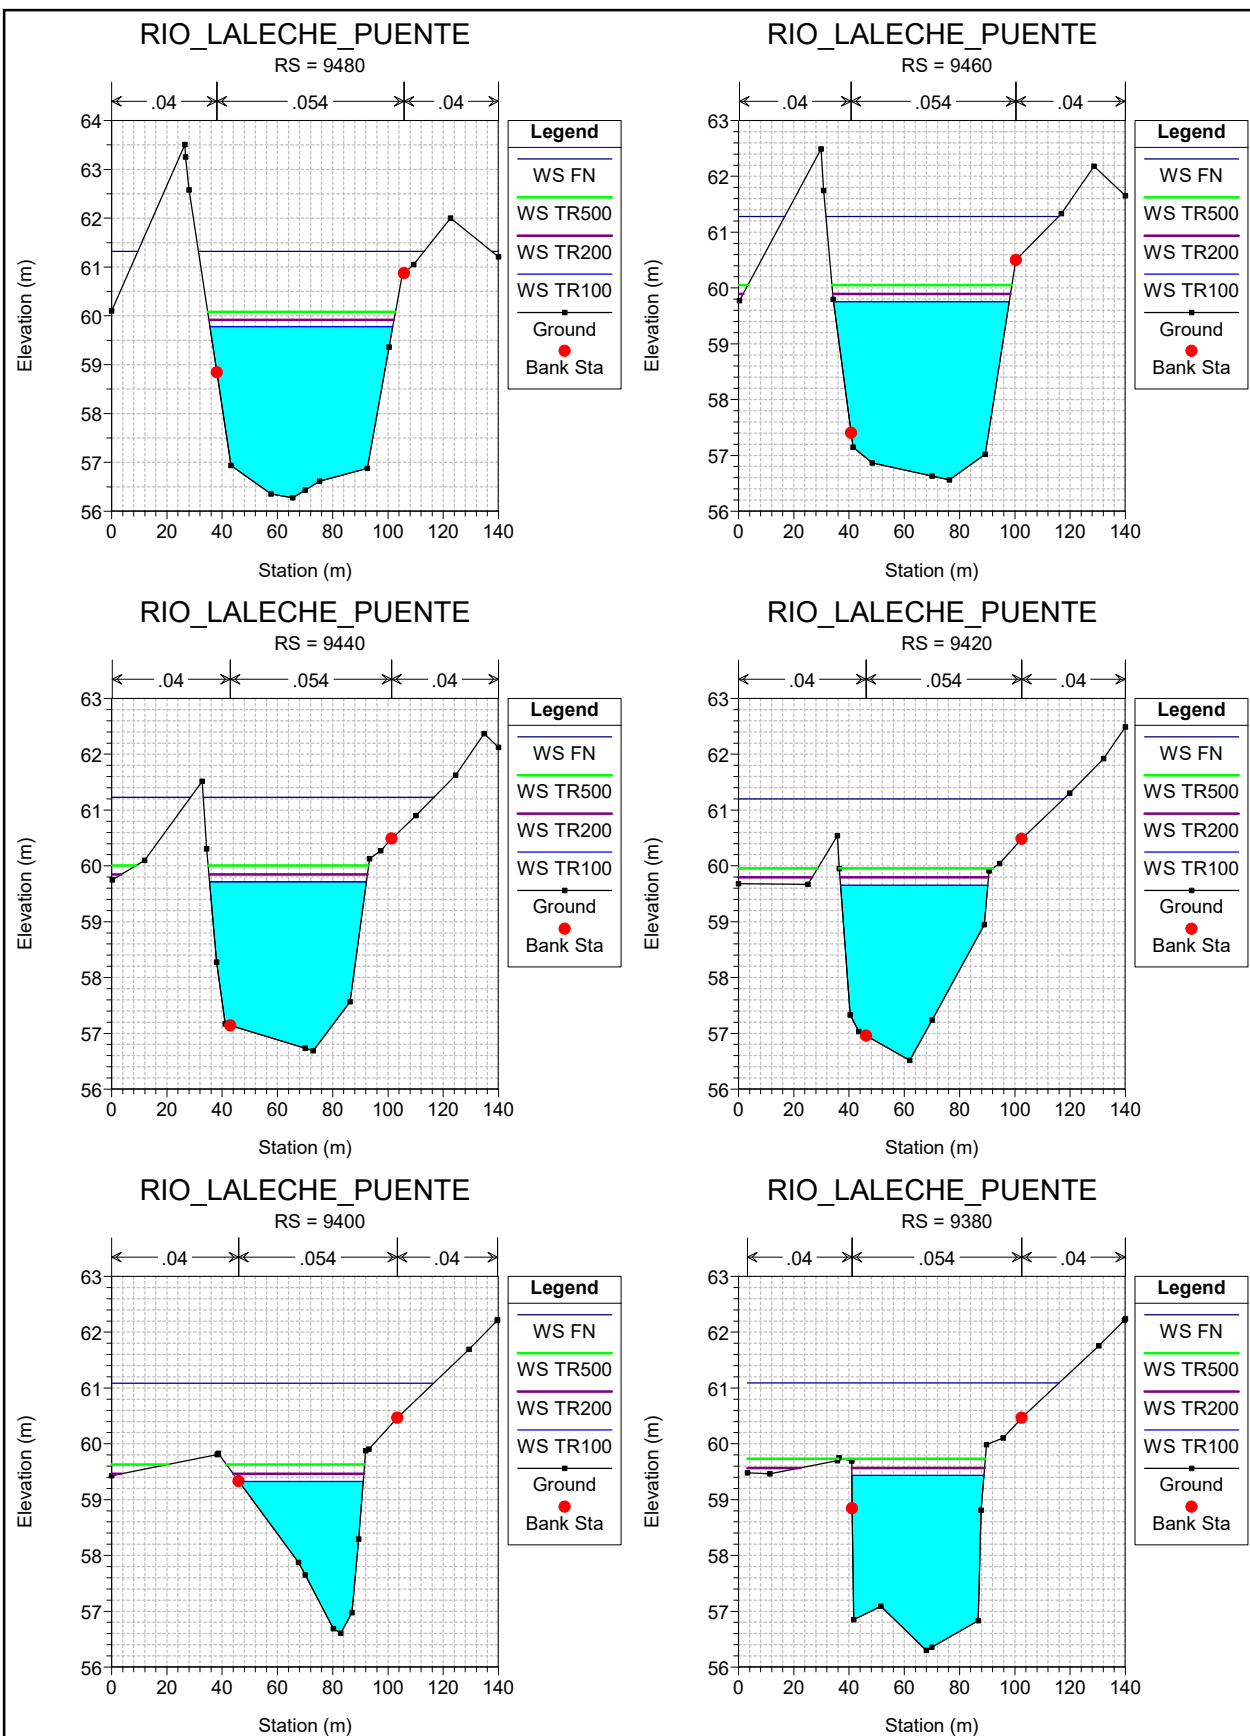 RIO_LALECHE_PUENTE
RS = 9480
.04 .054 .04
64
63
62
61
60
59
58
57
56
Elevation (m)
0 20 40 60 80 100 120 140
Station (m)
Legend
WS FN
WS TR500
WS TR200
WS TR100
Ground
Bank Sta
RIO_LALECHE_PUENTE
RS = 9460
.04 .054 .04
63
62
61
60
59
58
57
56
Elevation (m)
0 20 40 60 80 100 120 140
Station (m)
Legend
WS FN
WS TR500
WS TR200
WS TR100
Ground
Bank Sta
RIO_LALECHE_PUENTE
RS = 9440
.04 .054 .04
63
62
61
60
59
58
57
56
Elevation (m)
0 20 40 60 80 100 120 140
Station (m)
Legend
WS FN
WS TR500
WS TR200
WS TR100
Ground
Bank Sta
RIO_LALECHE_PUENTE
RS = 9420
.04 .054 .04
63
62
61
60
59
58
57
56
Elevation (m)
0 20 40 60 80 100 120 140
Station (m)
Legend
WS FN
WS TR500
WS TR200
WS TR100
Ground
Bank Sta
RIO_LALECHE_PUENTE
RS = 9400
.04 .054 .04
63
62
61
60
59
58
57
56
Elevation (m)
0 20 40 60 80 100 120 140
Station (m)
Legend
WS FN
WS TR500
WS TR200
WS TR100
Ground
Bank Sta
RIO_LALECHE_PUENTE
RS = 9380
.04 .054 .04
63
62
61
60
59
58
57
56
Elevation (m)
0 20 40 60 80 100 120 140
Station (m)
Legend
WS FN
WS TR500
WS TR200
WS TR100
Ground
Bank Sta